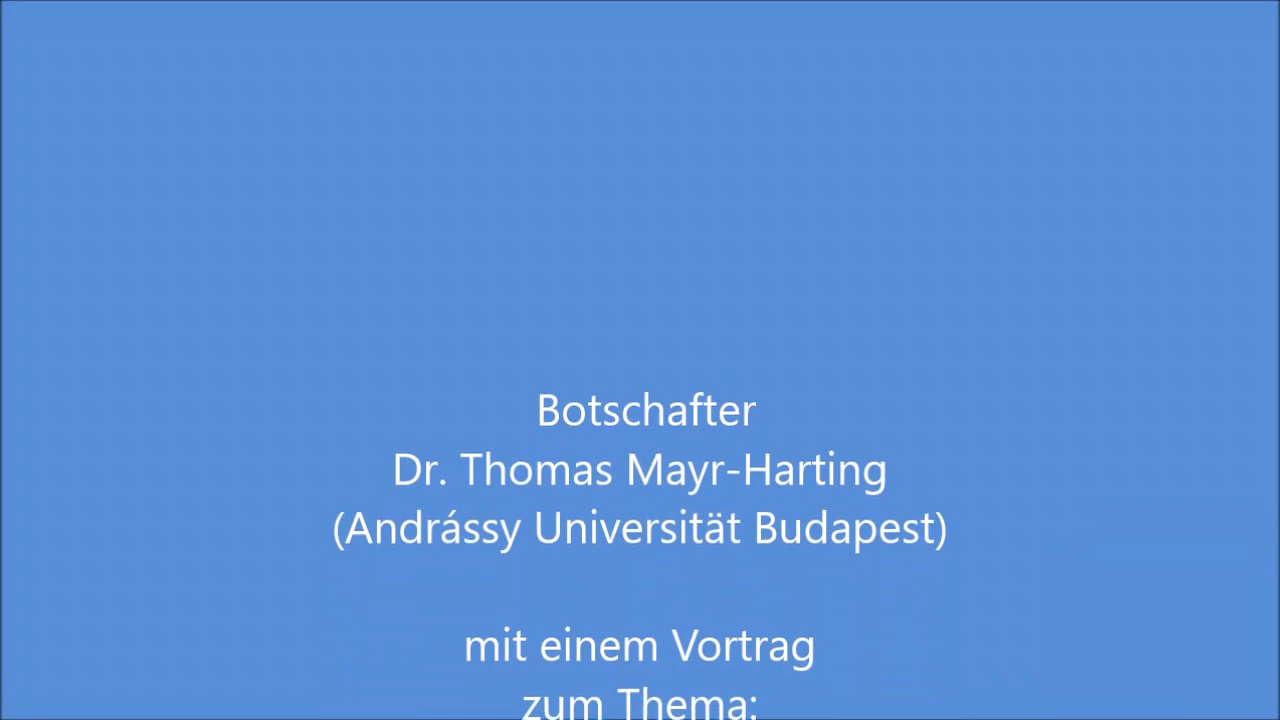 Botschafter
Dr. Thomas Mayr-Harting
(Andrássy Universität Budapest)
mit einem Vortrag
zum Thema: